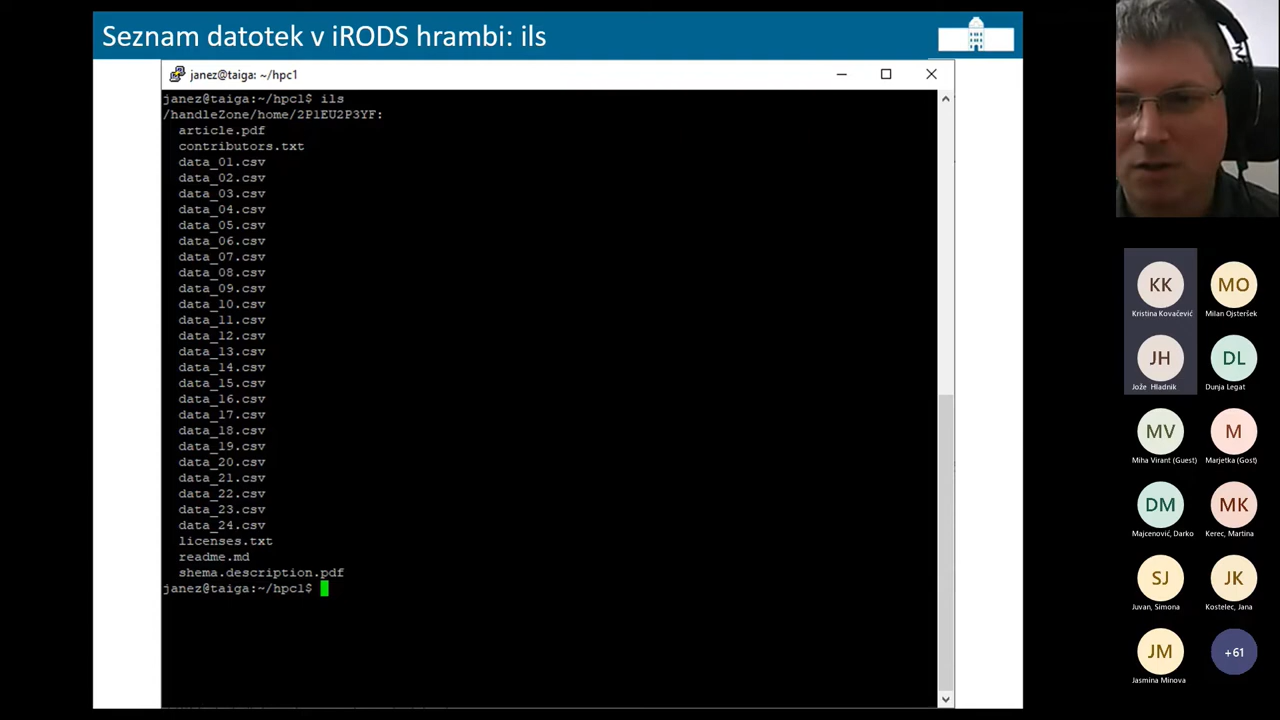 Seznam datotek v iRODS hrambi: ils
janez@taiga: ~/hpc1
janez@taiga:~/hpc1$ ils
/handleZone/home/2P1EU2P3YF:
article.pdf
contributors.txt
data_01.csv
data_02.csv
data_03.csv
data_04.csv
data_05.csv
data_06.csv
data_07.csv
data_08.csv
data_09.csv
data_10.csv
data_11.csv
data_12.csv
data_13.csv
data_14.csv
data_15.csv
data_16.csv
data_17.csv
data_18.csv
data_19.csv
data_20.csv
data_21.csv
data_22.csv
data_23.csv
data_24.csv
licenses.txt
readme.md
shema.description.pdf
janez@taiga:~/hpc1$
KK
Kristina Kovačević
MO
Milan Ojsteršek
JH
Jože Hladnik
DL
Dunja Legat
MV
Miha Virant (Guest)
M
Marjetka (Gost)
DM
Majcenović, Darko
MK
Kerec, Martina
SJ
Juvan, Simona
JK
Kostelec, Jana
JM
Jasmina Minova
+61